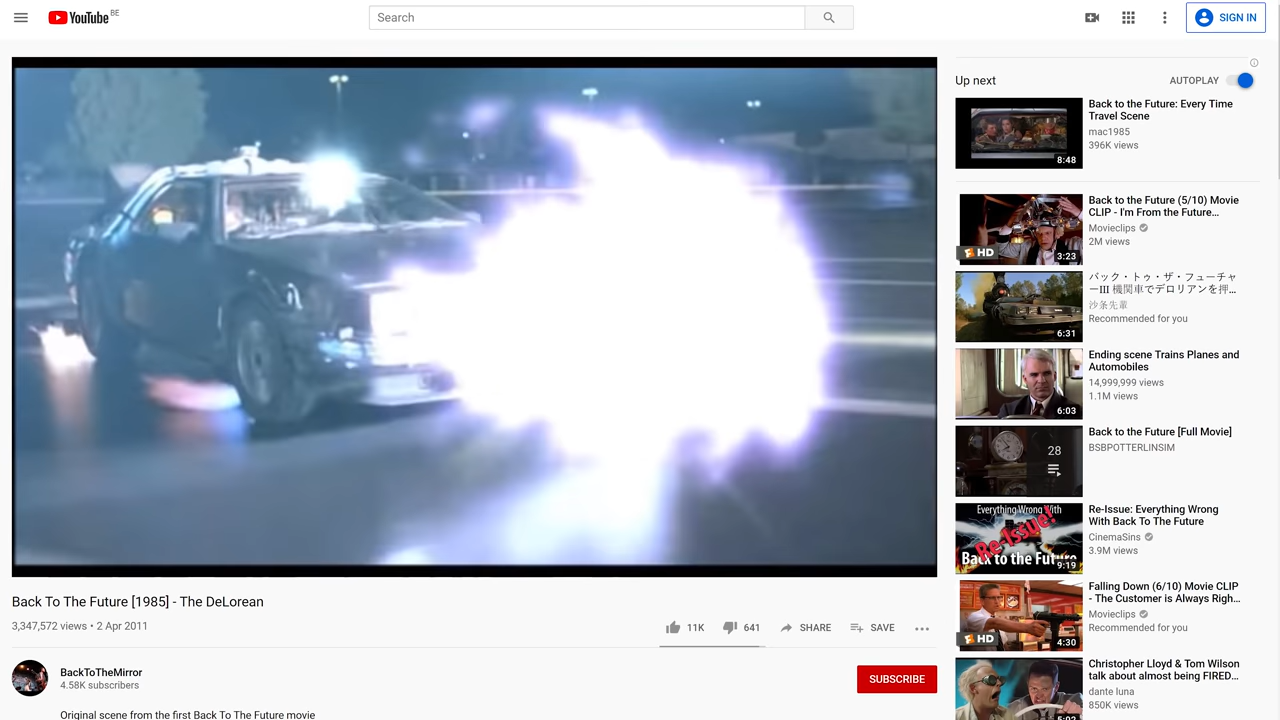 YouTube BE
Search
SIGN IN
Up next
AUTOPLAY
8:48
Back to the Future: Every Time
Travel Scene
mac1985
396K views
HD
3:23
Back to the Future (5/10) Movie
CLIP - I'm From the Future...
Movieclips
2M views
6:31
バック・トゥ・ザ・フューチャ
ーIII 機関車でデロリアンを押...
沙条先輩
Recommended for you
6:03
Ending scene Trains Planes and
Automobiles
14,999,999 views
1.1M views
28
Back to the Future [Full Movie]
BSBPOTTERLINSIM
Everything Wrong With
Re-Issue!
Back to the Future
9:19
Re-Issue: Everything Wrong
With Back To The Future
CinemaSins
3.9M views
HD
4:30
Falling Down (6/10) Movie CLIP
- The Customer is Always Righ...
Movieclips
Recommended for you
5:02
Christopher Lloyd & Tom Wilson
talk about almost being FIRED...
dante luna
850K views
Back To The Future [1985] - The DeLorean
3,347,572 views • 2 Apr 2011
11K
641
SHARE
SAVE
BackToTheMirror
4.58K subscribers
SUBSCRIBE
Original scene from the first Back To The Future movie